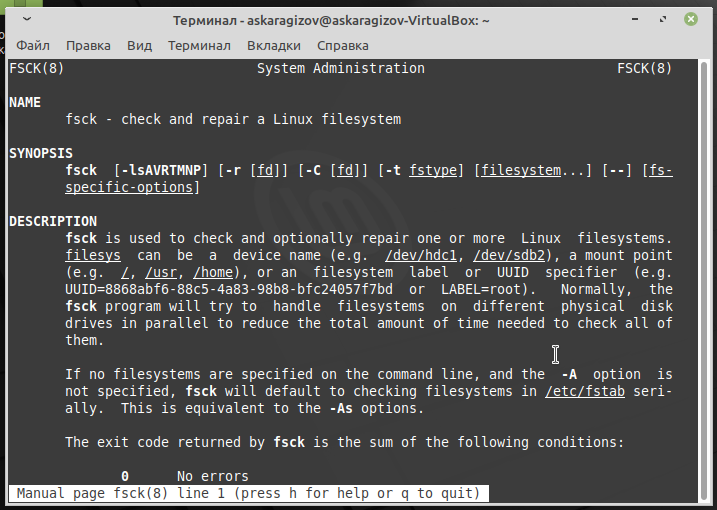 Терминал - askaragizov@askaragizov-VirtualBox: ~
Файл Правка Вид Терминал Вкладки Справка
FSCK(8) System Administration FSCK(8)
NAME
fsck - check and repair a Linux filesystem
SYNOPSIS
fsck [-lsAVRTMNP] [-r [fd]] [-C [fd]] [-t fstype] [filesystem...] [--] [fs-
specific-options]
DESCRIPTION
fsck is used to check and optionally repair one or more Linux filesystems.
filesys can be a device name (e.g. /dev/hdc1, /dev/sdb2), a mount point
(e.g. /, /usr, /home), or an filesystem label or UUID specifier (e.g.
UUID=8868abf6-88c5-4a83-98b8-bfc24057f7bd or LABEL=root). Normally, the
fsck program will try to handle filesystems on different physical disk
drives in parallel to reduce the total amount of time needed to check all of
them.
If no filesystems are specified on the command line, and the -A option is
not specified, fsck will default to checking filesystems in /etc/fstab seri-
ally. This is equivalent to the -As options.
The exit code returned by fsck is the sum of the following conditions:
0 No errors
Manual page fsck(8) line 1 (press h for help or q to quit)